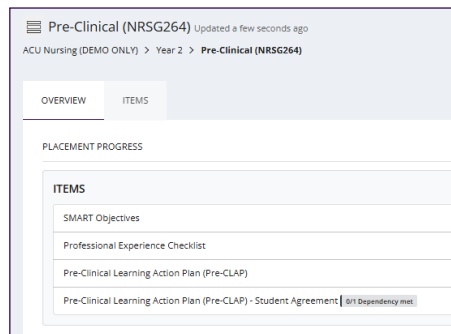 Pre-Clinical (NRSG264) Updated a few seconds ago
ACU Nursing (DEMO ONLY) > Year 2 > Pre-Clinical (NRSG264)
OVERVIEW ITEMS
PLACEMENT PROGRESS
ITEMS
SMART Objectives
Professional Experience Checklist
Pre-Clinical Learning Action Plan (Pre-CLAP)
Pre-Clinical Learning Action Plan (Pre-CLAP) - Student Agreement 0/1 Dependency met